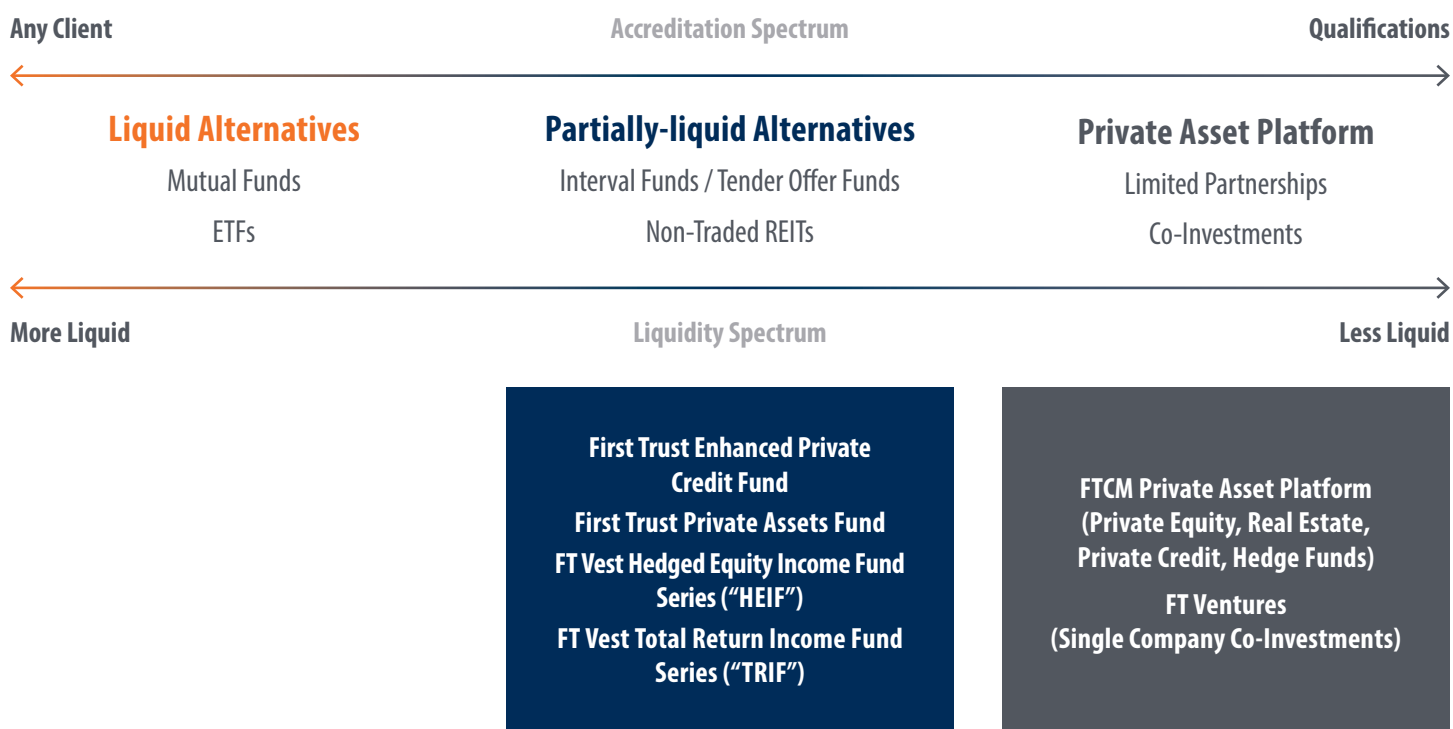 Any Client
Accreditation Spectrum
Qualifications
Liquid Alternatives
Mutual Funds
ETFs
Partially-liquid Alternatives
Interval Funds / Tender Offer Funds
Non-Traded REITs
Private Asset Platform
Limited Partnerships
Co-Investments
More Liquid
Liquidity Spectrum
Less Liquid
First Trust Enhanced Private
Credit Fund
First Trust Private Assets Fund
FT Vest Hedged Equity Income Fund
Series (“HEIF”)
FT Vest Total Return Income Fund
Series (“TRIF”)
FTCM Private Asset Platform
(Private Equity, Real Estate,
Private Credit, Hedge Funds)
FT Ventures
(Single Company Co-Investments)